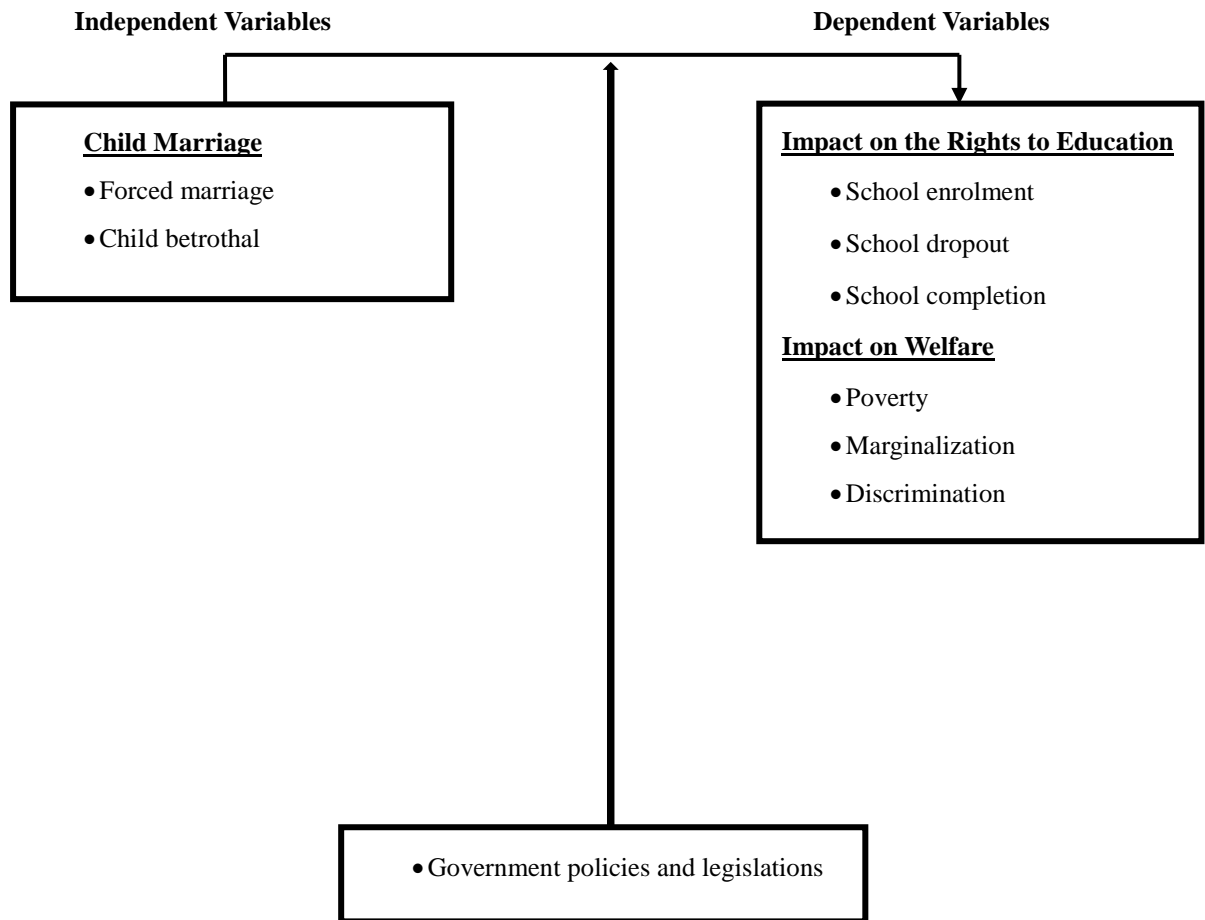 Independent Variables
Dependent Variables
Child Marriage
• Forced marriage
• Child betrothal
Impact on the Rights to Education
• School enrolment
• School dropout
• School completion
Impact on Welfare
• Poverty
• Marginalization
• Discrimination
• Government policies and legislations